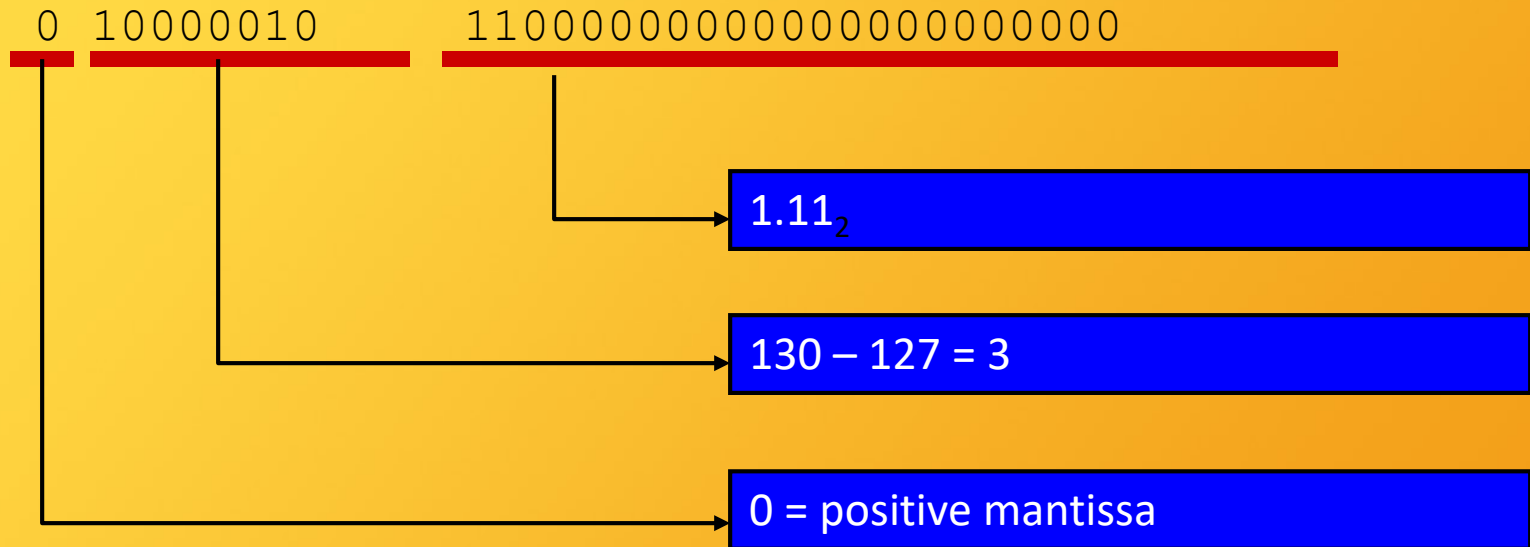 0 10000010 11000000000000000000000
1.11₂
130 – 127 = 3
0 = positive mantissa